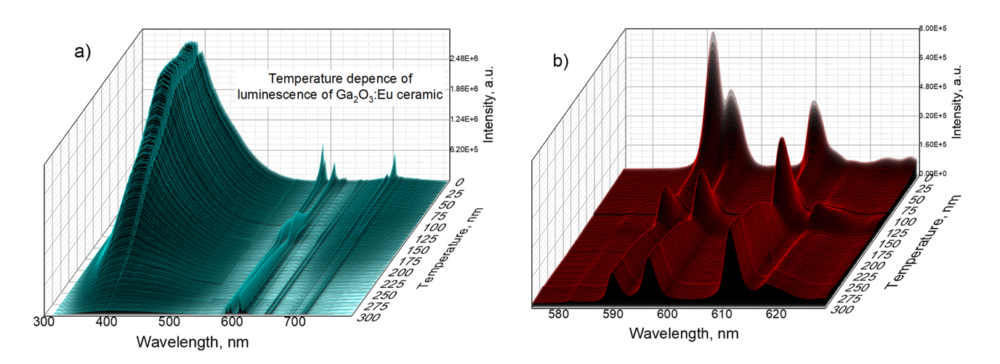 a)
Temperature depence of
luminescence of Ga2O3:Eu ceramic
2.48E+6
1.86E+6
1.24E+6
6.20E+5
Intensity, a.u.
0
25
50
75
100
125
150
175
200
225
250
275
300
Temperature, nm
300 400 500 600 700
Wavelength, nm
b)
8.00E+5
6.40E+5
4.80E+5
3.20E+5
1.60E+5
0.00E+0
Intensity, a.u.
0
25
50
75
100
125
150
175
200
225
250
275
300
Temperature, nm
580 590 600 610 620
Wavelength, nm